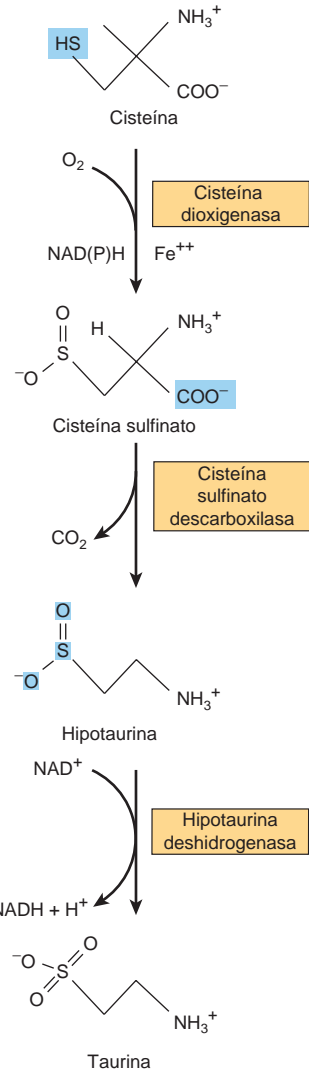 HS
NH₃⁺
COO⁻
Cisteína
O₂
Cisteína
dioxigenasa
NAD(P)H
Fe⁺⁺
O
H
NH₃⁺
S
⁻O
COO⁻
Cisteína sulfinato
Cisteína
sulfinato
descarboxilasa
CO₂
O
S
⁻O
NH₃⁺
Hipotaurina
NAD⁺
Hipotaurina
deshidrogenasa
NADH + H⁺
O
⁻O
S
O
NH₃⁺
Taurina